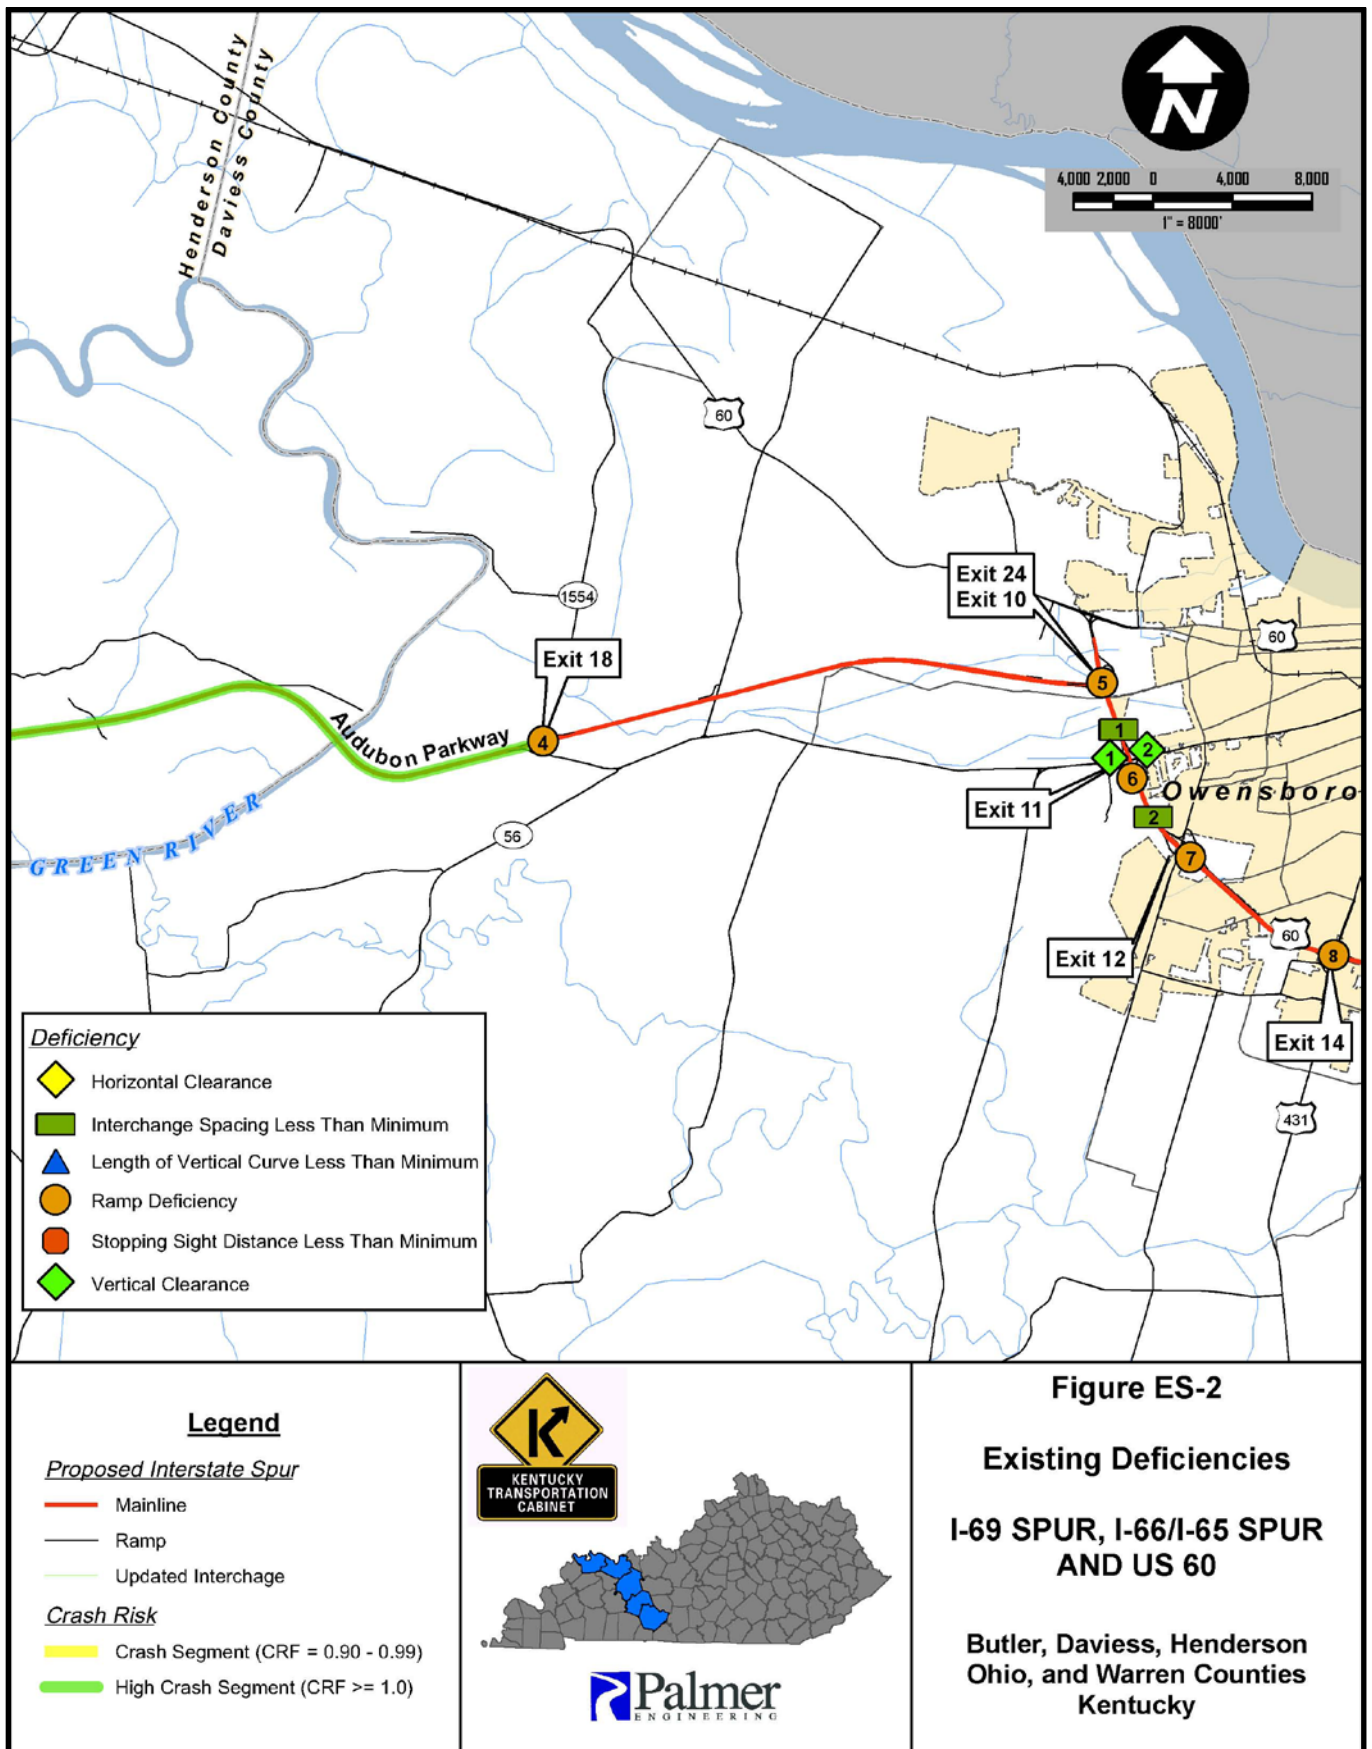 Henderson County
Daviess County
N
4,000 2,000 0 4,000 8,000
1" = 8000'
60
Exit 24
Exit 10
1554
60
Exit 18
5
4
Audubon Parkway
1
1
2
6
Owensboro
Exit 11
2
56
GREEN RIVER
7
60
Exit 12
8
Exit 14
431
Deficiency
Horizontal Clearance
Interchange Spacing Less Than Minimum
Length of Vertical Curve Less Than Minimum
Ramp Deficiency
Stopping Sight Distance Less Than Minimum
Vertical Clearance
Legend
Proposed Interstate Spur
Mainline
Ramp
Updated Interchage
Crash Risk
Crash Segment (CRF = 0.90 - 0.99)
High Crash Segment (CRF >= 1.0)
K
KENTUCKY
TRANSPORTATION
CABINET
Palmer
ENGINEERING
Figure ES-2
Existing Deficiencies
I-69 SPUR, I-66/I-65 SPUR
AND US 60
Butler, Daviess, Henderson
Ohio, and Warren Counties
Kentucky